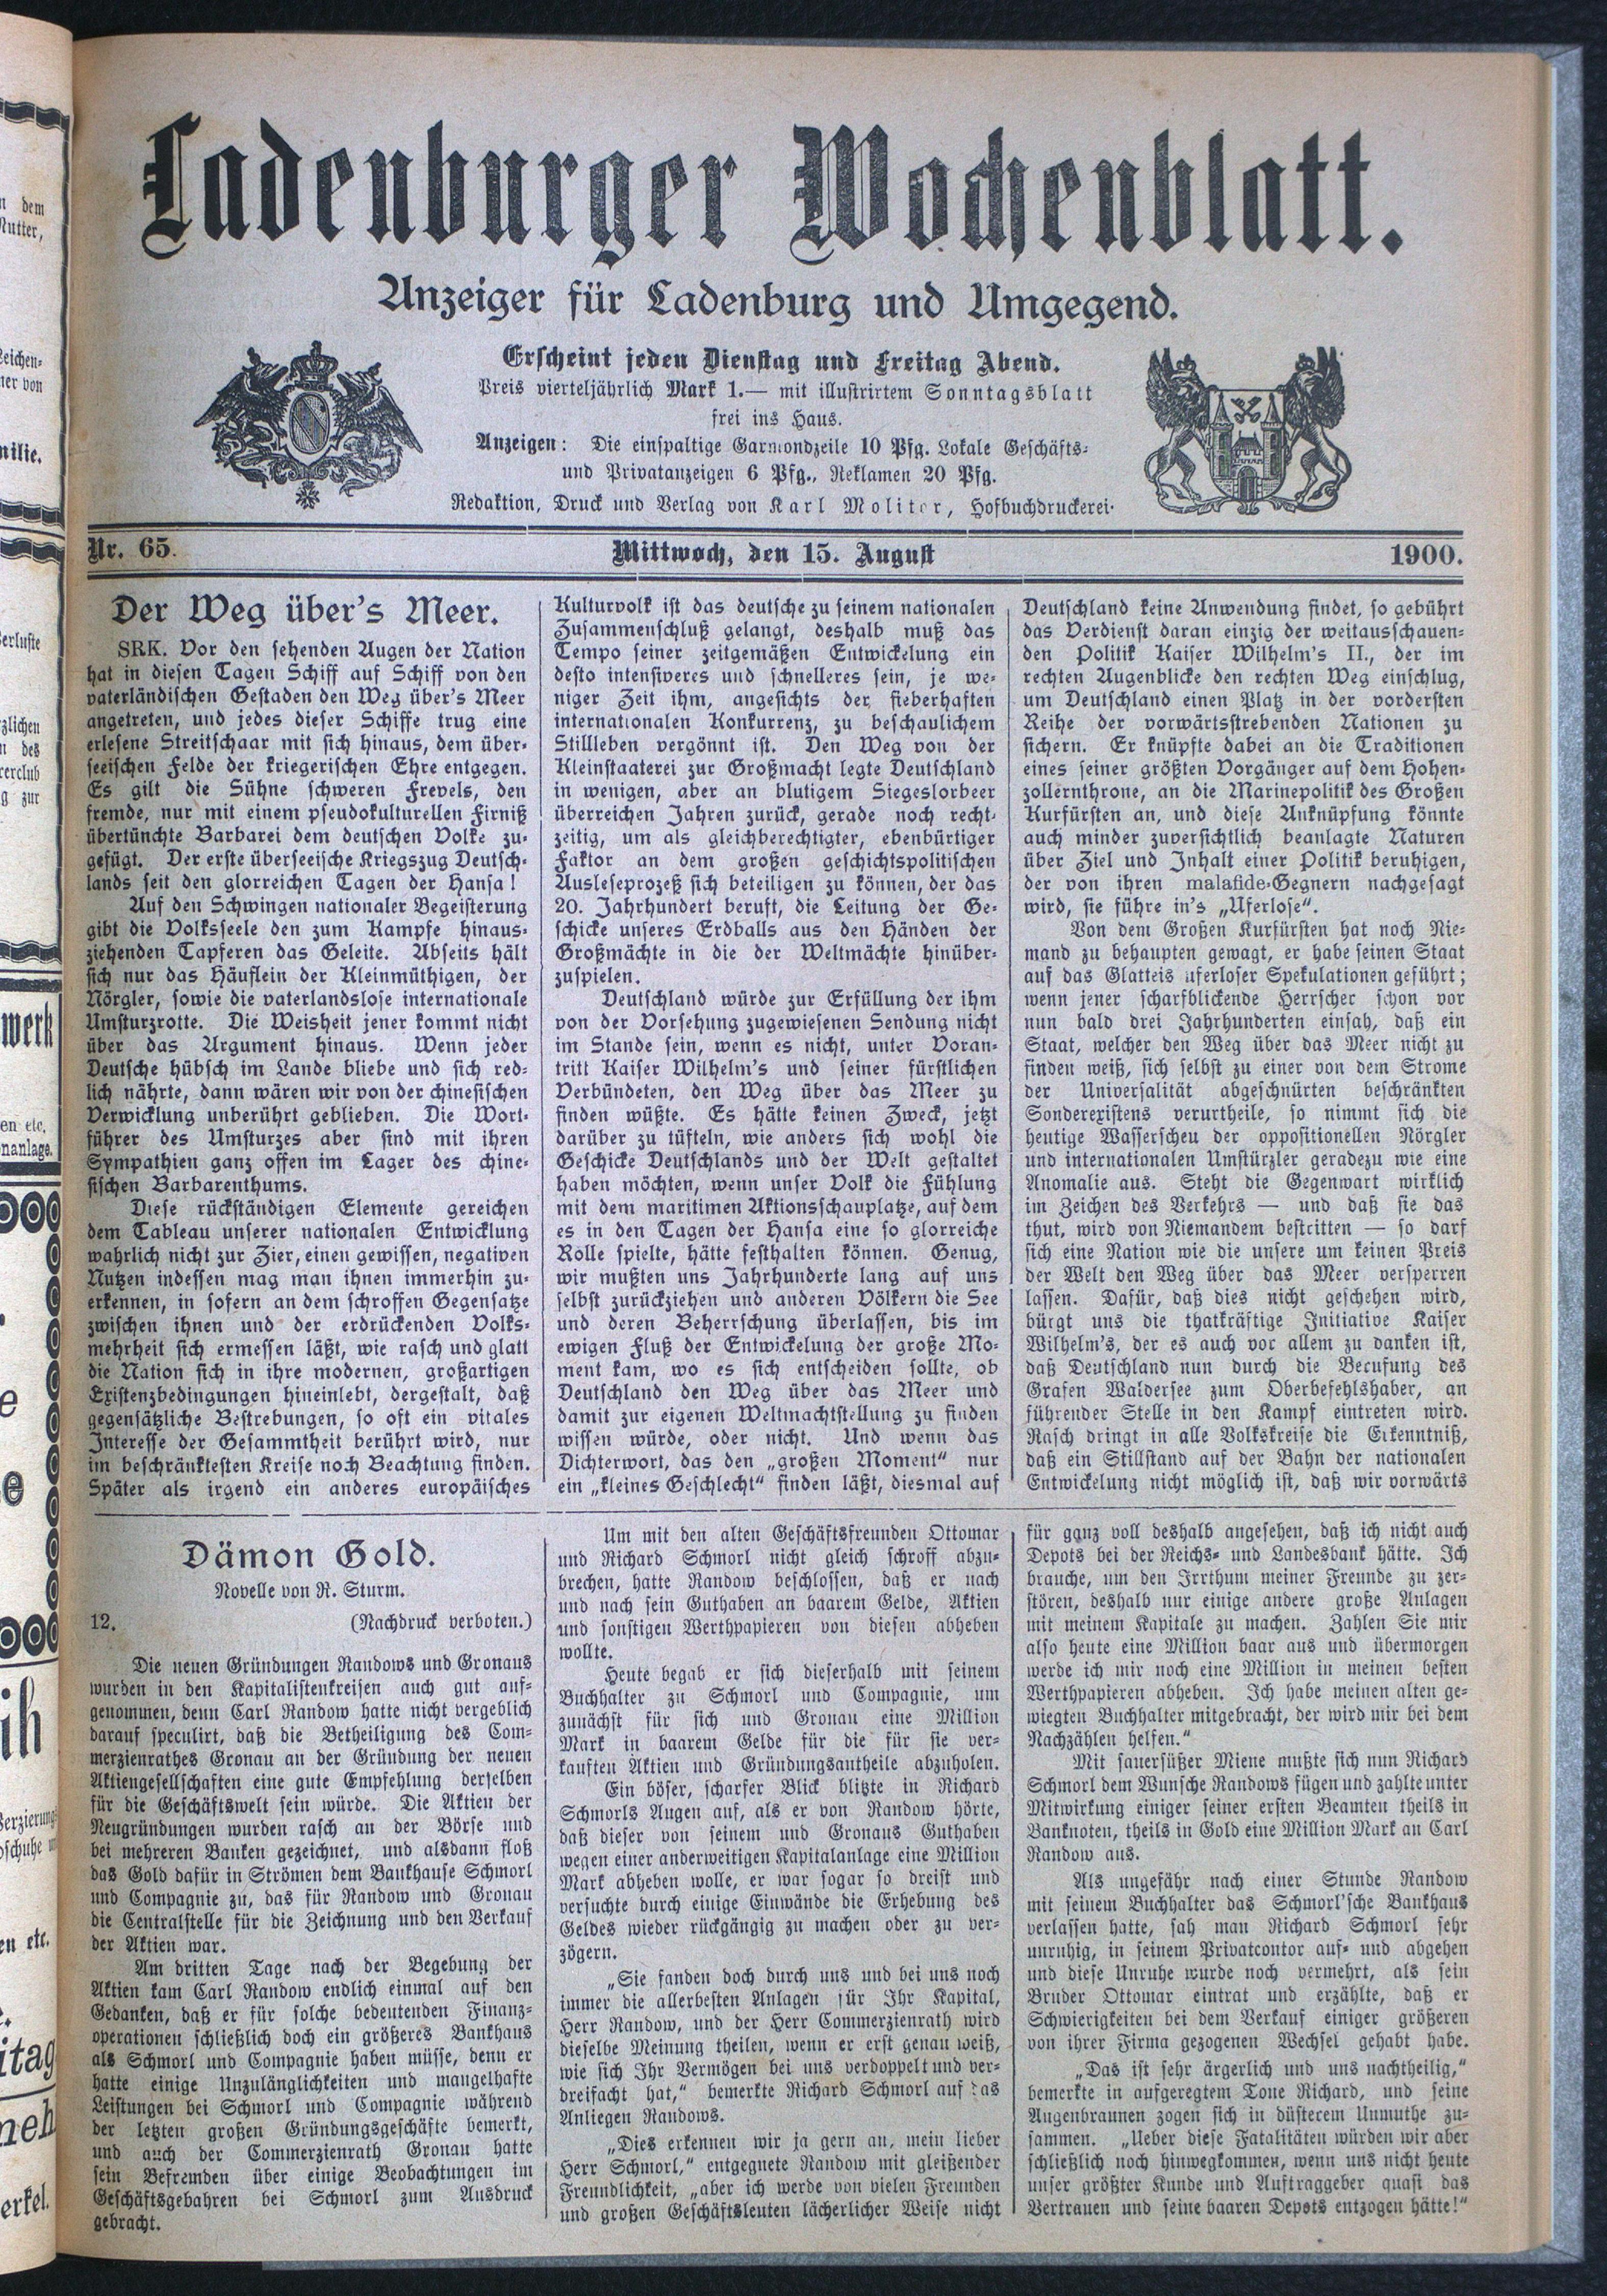 Ladenburger Wochenblatt.
Anzeiger für Ladenburg und Umgegend.
Erscheint jeden Dienstag und Freitag Abend.
Preis vierteljährlich Mark 1.— mit illustrirtem Sonntagsblatt
frei ins Haus.
Anzeigen: Die einspaltige Garmondzeile 10 Pfg. Lokale Geschäfts-
und Privatanzeigen 6 Pfg., Reklamen 20 Pfg.
Redaktion, Druck und Verlag von Karl Molitor, Hofbuchdruckerei.
Nr. 65. Mittwoch, den 15. August 1900.
Der Weg über's Meer.
SRK. Vor den sehenden Augen der Nation
hat in diesen Tagen Schiff auf Schiff von den
vaterländischen Gestaden den Weg über's Meer
angetreten, und jedes dieser Schiffe trug eine
erlesene Streitschaar mit sich hinaus, dem über-
seeischen Felde der kriegerischen Ehre entgegen.
Es gilt die Sühne schweren Frevels, den
fremde, nur mit einem pseudokulturellen Firniß
übertünchte Barbarei dem deutschen Volke zu-
gefügt. Der erste überseeische Kriegszug Deutsch-
lands seit den glorreichen Tagen der Hansa!
Auf den Schwingen nationaler Begeisterung
gibt die Volksseele den zum Kampfe hinaus-
ziehenden Tapferen das Geleite. Abseits hält
sich nur das Häuflein der Kleinmüthigen, der
Nörgler, sowie die vaterlandslose internationale
Umsturzrotte. Die Weisheit jener kommt nicht
über das Argument hinaus. Wenn jeder
Deutsche hübsch im Lande bliebe und sich red-
lich nährte, dann wären wir von der chinesischen
Verwicklung unberührt geblieben. Die Wort-
führer des Umsturzes aber sind mit ihren
Sympathien ganz offen im Lager des chine-
sischen Barbarenthums.
Diese rückständigen Elemente gereichen
dem Tableau unserer nationalen Entwicklung
wahrlich nicht zur Zier, einen gewissen, negativen
Nutzen indessen mag man ihnen immerhin zu-
erkennen, in sofern an dem schroffen Gegensatze
zwischen ihnen und der erdrückenden Volks-
mehrheit sich ermessen läßt, wie rasch und glatt
die Nation sich in ihre modernen, großartigen
Existenzbedingungen hineinlebt, dergestalt, daß
gegensätzliche Bestrebungen, so oft ein vitales
Interesse der Gesammtheit berührt wird, nur
im beschränktesten Kreise noch Beachtung finden.
Später als irgend ein anderes europäisches
Kulturvolk ist das deutsche zu seinem nationalen
Zusammenschluß gelangt, deshalb muß das
Tempo seiner zeitgemäßen Entwickelung ein
desto intensiveres und schnelleres sein, je we-
niger Zeit ihm, angesichts der fieberhaften
internationalen Konkurrenz, zu beschaulichem
Stillleben vergönnt ist. Den Weg von der
Kleinstaaterei zur Großmacht legte Deutschland
in wenigen, aber an blutigem Siegeslorbeer
überreichen Jahren zurück, gerade noch recht-
zeitig, um als gleichberechtigter, ebenbürtiger
Faktor an dem großen geschichtspolitischen
Ausleseprozeß sich beteiligen zu können, der das
20. Jahrhundert beruft, die Leitung der Ge-
schicke unseres Erdballs aus den Händen der
Großmächte in die der Weltmächte hinüber-
zuspielen.
Deutschland würde zur Erfüllung der ihm
von der Vorsehung zugewiesenen Sendung nicht
im Stande sein, wenn es nicht, unter Voran-
tritt Kaiser Wilhelm's und seiner fürstlichen
Verbündeten, den Weg über das Meer zu
finden wüßte. Es hätte keinen Zweck, jetzt
darüber zu tüfteln, wie anders sich wohl die
Geschicke Deutschlands und der Welt gestaltet
haben möchten, wenn unser Volk die Fühlung
mit dem maritimen Aktionsschauplatze, auf dem
es in den Tagen der Hansa eine so glorreiche
Rolle spielte, hätte festhalten können. Genug,
wir mußten uns Jahrhunderte lang auf uns
selbst zurückziehen und anderen Völkern die See
und deren Beherrschung überlassen, bis im
ewigen Fluß der Entwickelung der große Mo-
ment kam, wo es sich entscheiden sollte, ob
Deutschland den Weg über das Meer und
damit zur eigenen Weltmachtstellung zu finden
wissen würde, oder nicht. Und wenn das
Dichterwort, das den „großen Moment“ nur
ein „kleines Geschlecht“ finden läßt, diesmal auf
Deutschland keine Anwendung findet, so gebührt
das Verdienst daran einzig der weitausschauen-
den Politik Kaiser Wilhelm's II., der im
rechten Augenblicke den rechten Weg einschlug,
um Deutschland einen Platz in der vordersten
Reihe der vorwärtsstrebenden Nationen zu
sichern. Er knüpfte dabei an die Traditionen
eines seiner größten Vorgänger auf dem Hohen-
zollernthrone, an die Marinepolitik des Großen
Kurfürsten an, und diese Anknüpfung könnte
auch minder zuversichtlich beanlagte Naturen
über Ziel und Inhalt einer Politik beruhigen,
der von ihren malafide-Gegnern nachgesagt
wird, sie führe in's „Uferlose“.
Von dem Großen Kurfürsten hat noch Nie-
mand zu behaupten gewagt, er habe seinen Staat
auf das Glatteis uferloser Spekulationen geführt;
wenn jener scharfblickende Herrscher schon vor
nun bald drei Jahrhunderten einsah, daß ein
Staat, welcher den Weg über das Meer nicht zu
finden weiß, sich selbst zu einer von dem Strome
der Universalität abgeschnürten beschränkten
Sonderexistens verurtheile, so nimmt sich die
heutige Wasserscheu der oppositionellen Nörgler
und internationalen Umstürzler geradezu wie eine
Anomalie aus. Steht die Gegenwart wirklich
im Zeichen des Verkehrs — und daß sie das
thut, wird von Niemandem bestritten — so darf
sich eine Nation wie die unsere um keinen Preis
der Welt den Weg über das Meer versperren
lassen. Dafür, daß dies nicht geschehen wird,
bürgt uns die thatkräftige Initiative Kaiser
Wilhelm's, der es auch vor allem zu danken ist,
daß Deutschland nun durch die Berufung des
Grafen Waldersee zum Oberbefehlshaber, an
führender Stelle in den Kampf eintreten wird.
Rasch dringt in alle Volkskreise die Erkenntniß,
daß ein Stillstand auf der Bahn der nationalen
Entwickelung nicht möglich ist, daß wir vorwärts
Dämon Gold.
Novelle von R. Sturm.
12. (Nachdruck verboten.)
Die neuen Gründungen Randows und Gronaus
wurden in den Kapitalistenkreisen auch gut auf-
genommen, denn Carl Randow hatte nicht vergeblich
darauf speculirt, daß die Betheiligung des Com-
merzienrathes Gronau an der Gründung der neuen
Aktiengesellschaften eine gute Empfehlung derselben
für die Geschäftswelt sein würde. Die Aktien der
Neugründungen wurden rasch an der Börse und
bei mehreren Banken gezeichnet, und alsdann floß
das Gold dafür in Strömen dem Bankhause Schmorl
und Compagnie zu, das für Randow und Gronau
die Centralstelle für die Zeichnung und den Verkauf
der Aktien war.
Am dritten Tage nach der Begebung der
Aktien kam Carl Randow endlich einmal auf den
Gedanken, daß er für solche bedeutenden Finanz-
operationen schließlich doch ein größeres Bankhaus
als Schmorl und Compagnie haben müsse, denn er
hatte einige Unzulänglichkeiten und mangelhafte
Leistungen bei Schmorl und Compagnie während
der letzten großen Gründungsgeschäfte bemerkt,
und auch der Commerzienrath Gronau hatte
sein Befremden über einige Beobachtungen im
Geschäftsgebahren bei Schmorl zum Ausdruck
gebracht.
Um mit den alten Geschäftsfreunden Ottomar
und Richard Schmorl nicht gleich schroff abzu-
brechen, hatte Randow beschlossen, daß er nach
und nach sein Guthaben an baarem Gelde, Aktien
und sonstigen Werthpapieren von diesen abheben
wollte.
Heute begab er sich dieserhalb mit seinem
Buchhalter zu Schmorl und Compagnie, um
zunächst für sich und Gronau eine Million
Mark in baarem Gelde für die für sie ver-
kauften Aktien und Gründungsantheile abzuholen.
Ein böser, scharfer Blick blitzte in Richard
Schmorls Augen auf, als er von Randow hörte,
daß dieser von seinem und Gronaus Guthaben
wegen einer anderweitigen Kapitalanlage eine Million
Mark abheben wolle, er war sogar so dreist und
versuchte durch einige Einwände die Erhebung des
Geldes wieder rückgängig zu machen oder zu ver-
zögern.
„Sie fanden doch durch uns und bei uns noch
immer die allerbesten Anlagen für Ihr Kapital,
Herr Randow, und der Herr Commerzienrath wird
dieselbe Meinung theilen, wenn er erst genau weiß,
wie sich Ihr Vermögen bei uns verdoppelt und ver-
dreifacht hat,“ bemerkte Richard Schmorl auf das
Anliegen Randows.
„Dies erkennen wir ja gern an, mein lieber
Herr Schmorl,“ entgegnete Randow mit gleißender
Freundlichkeit, „aber ich werde von vielen Freunden
und großen Geschäftsleuten lächerlicher Weise nicht
für ganz voll deshalb angesehen, daß ich nicht auch
Depots bei der Reichs- und Landesbank hätte. Ich
brauche, um den Irrthum meiner Freunde zu zer-
stören, deshalb nur einige andere große Anlagen
mit meinem Kapitale zu machen. Zahlen Sie mir
also heute eine Million baar aus und übermorgen
werde ich mir noch eine Million in meinen besten
Werthpapieren abheben. Ich habe meinen alten ge-
wiegten Buchhalter mitgebracht, der wird mir bei dem
Nachzählen helfen.“
Mit sauersüßer Miene mußte sich nun Richard
Schmorl dem Wunsche Randows fügen und zahlte unter
Mitwirkung einiger seiner ersten Beamten theils in
Banknoten, theils in Gold eine Million Mark an Carl
Randow aus.
Als ungefähr nach einer Stunde Randow
mit seinem Buchhalter das Schmorl'sche Bankhaus
verlassen hatte, sah man Richard Schmorl sehr
unruhig, in seinem Privatcontor auf- und abgehen
und diese Unruhe wurde noch vermehrt, als sein
Bruder Ottomar eintrat und erzählte, daß er
Schwierigkeiten bei dem Verkauf einiger größeren
von ihrer Firma gezogenen Wechsel gehabt habe.
„Das ist sehr ärgerlich und uns nachtheilig,“
bemerkte in aufgeregtem Tone Richard, und seine
Augenbraunen zogen sich in düsterem Unmuthe zu-
sammen. „Ueber diese Fatalitäten würden wir aber
schließlich noch hinwegkommen, wenn uns nicht heute
unser größter Kunde und Auftraggeber quasi das
Vertrauen und seine baaren Depots entzogen hätte!“